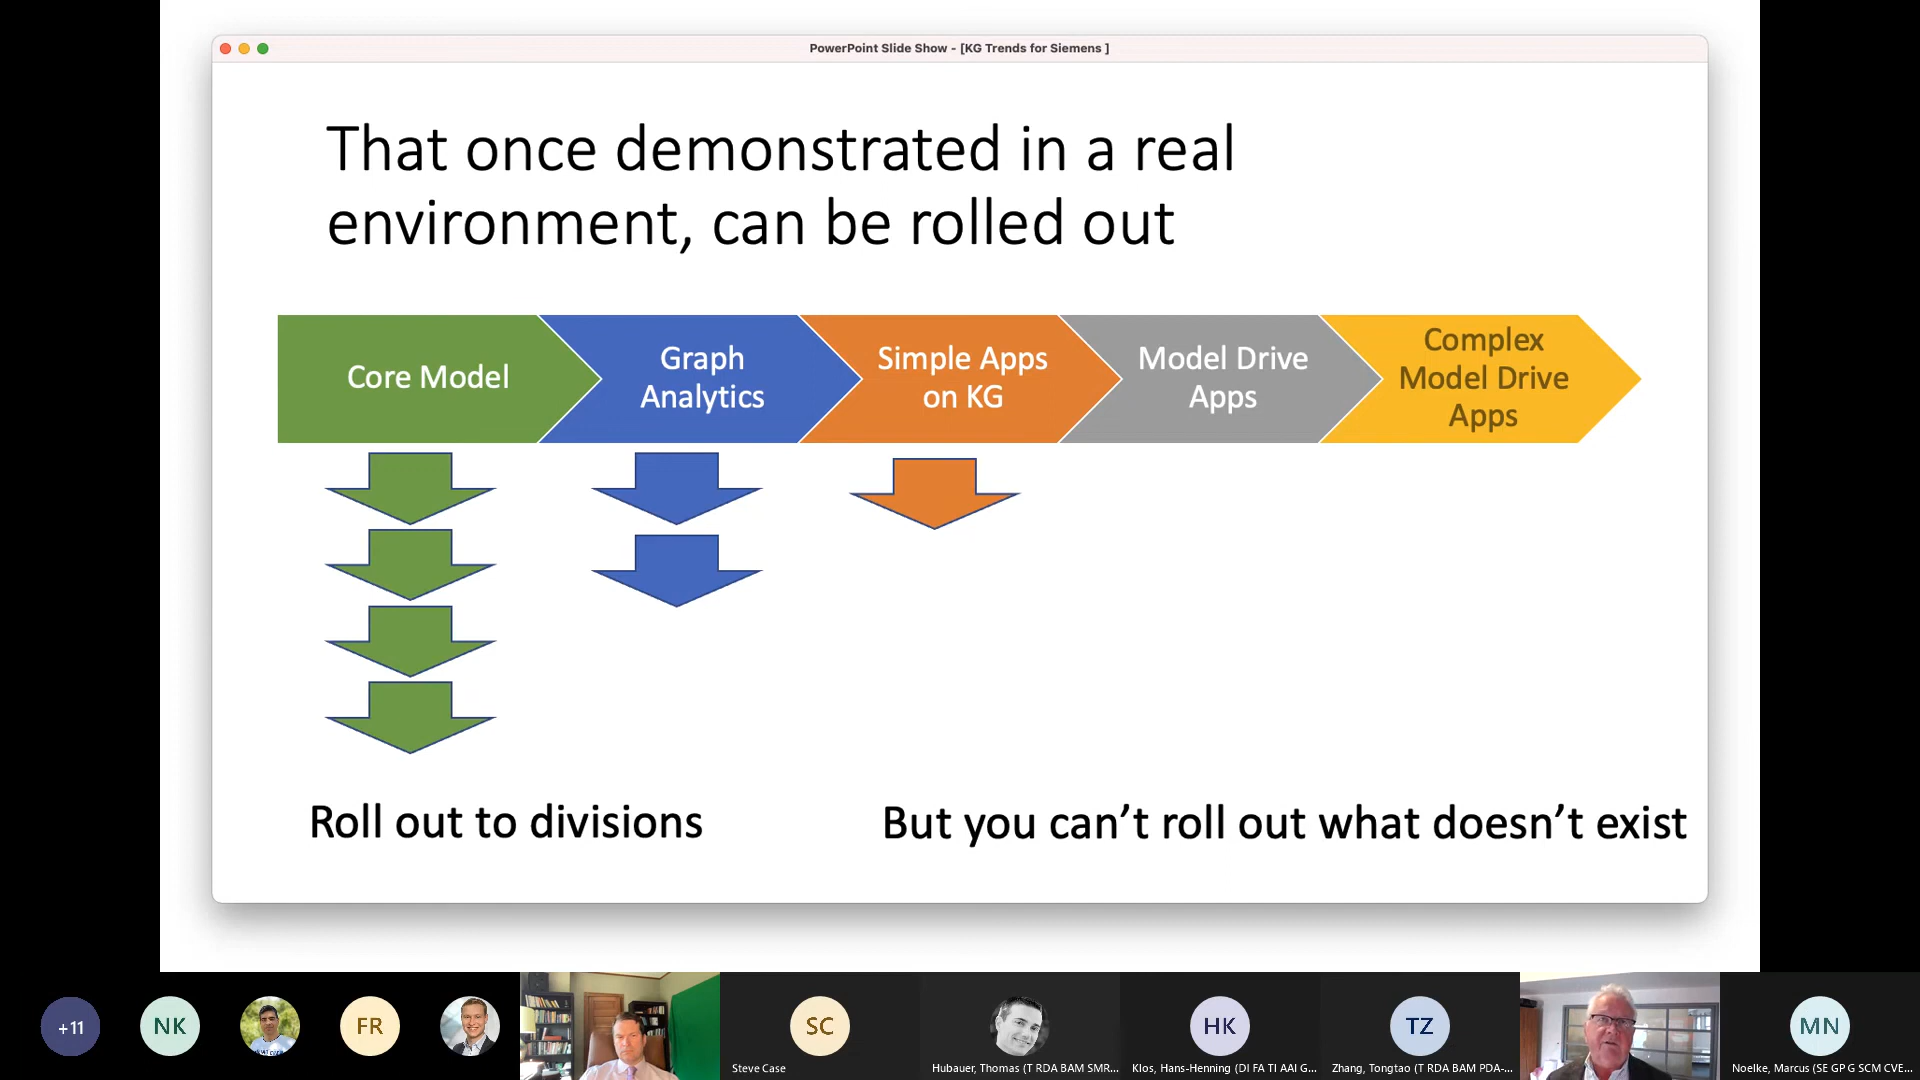 PowerPoint Slide Show - [KG Trends for Siemens ]
That once demonstrated in a real
environment, can be rolled out
Core Model
Graph
Analytics
Simple Apps
on KG
Model Drive
Apps
Complex
Model Drive
Apps
Roll out to divisions
But you can’t roll out what doesn’t exist
+11
NK
FR
SC
Steve Case
Hubauer, Thomas (T RDA BAM SMR...
HK
Klos, Hans-Henning (DI FA TI AAI G...
TZ
Zhang, Tongtao (T RDA BAM PDA-...
MN
Noelke, Marcus (SE GP G SCM CVE...